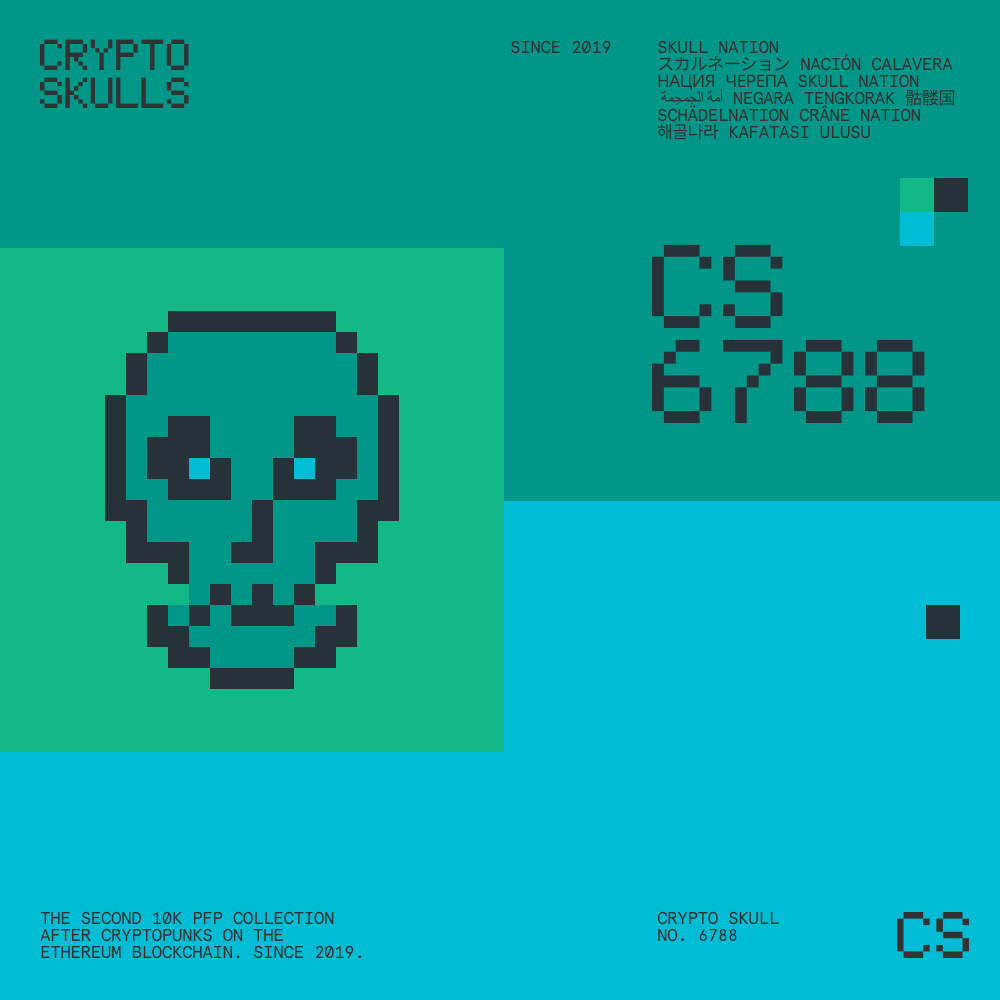 CRYPTO
SKULLS
SINCE 2019
SKULL NATION
スカルネーション NACIÓN CALAVERA
НАЦИЯ ЧЕРЕПА SKULL NATION
أمة الجمجمة NEGARA TENGKORAK 骷髅国
SCHÄDELNATION CRÂNE NATION
해골나라 KAFATASI ULUSU
CS
6788
THE SECOND 10K PFP COLLECTION
AFTER CRYPTOPUNKS ON THE
ETHEREUM BLOCKCHAIN. SINCE 2019.
CRYPTO SKULL
NO. 6788
CS